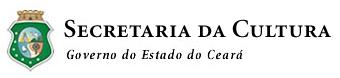 SECRETARIA DA CULTURA
Governo do Estado do Ceará